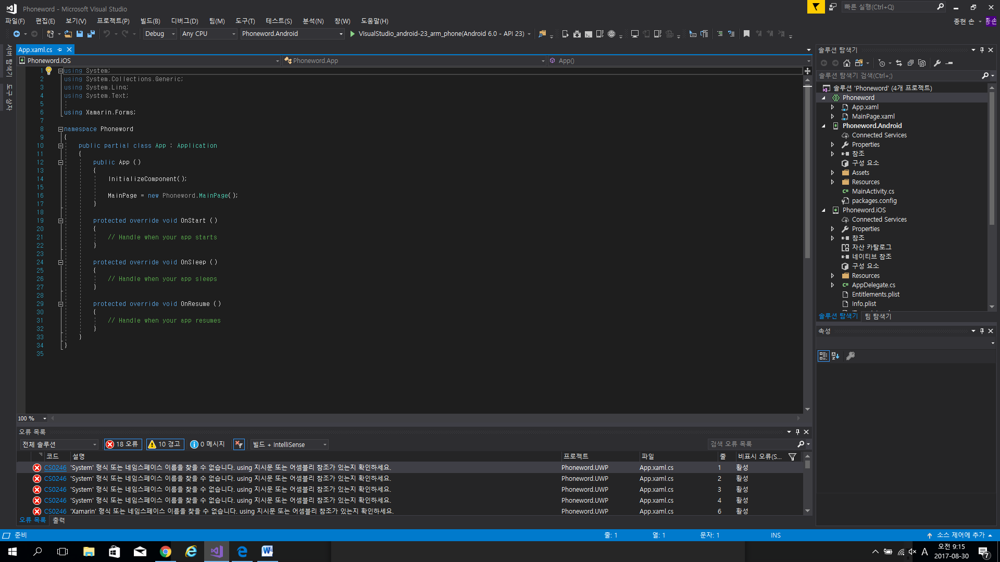 Phoneword - Microsoft Visual Studio
빠른 실행(Ctrl+Q)
파일(F) 편집(E) 보기(V) 프로젝트(P) 빌드(B) 디버그(D) 팀(M) 도구(T) 테스트(S) 분석(N) 창(W) 도움말(H)
종현 손
종손
Debug Any CPU Phoneword.Android VisualStudio_android-23_arm_phone(Android 6.0 - API 23)
서버 탐색기
도구 상자
App.xaml.cs
Phoneword.iOS Phoneword.App App()
1 using System;
2 using System.Collections.Generic;
3 using System.Linq;
4 using System.Text;
5
6 using Xamarin.Forms;
7
8 namespace Phoneword
9 {
10 public partial class App : Application
11 {
12 public App ()
13 {
14 InitializeComponent();
15
16 MainPage = new Phoneword.MainPage();
17 }
18
19 protected override void OnStart ()
20 {
21 // Handle when your app starts
22 }
23
24 protected override void OnSleep ()
25 {
26 // Handle when your app sleeps
27 }
28
29 protected override void OnResume ()
30 {
31 // Handle when your app resumes
32 }
33 }
34 }
35
100 %
솔루션 탐색기
솔루션 탐색기 검색(Ctrl+;)
솔루션 'Phoneword' (4개 프로젝트)
Phoneword
App.xaml
MainPage.xaml
Phoneword.Android
Connected Services
Properties
참조
구성 요소
Assets
Resources
MainActivity.cs
packages.config
Phoneword.iOS
Connected Services
Properties
참조
자산 카탈로그
네이티브 참조
구성 요소
Resources
AppDelegate.cs
Entitlements.plist
Info.plist
솔루션 탐색기 팀 탐색기
속성
오류 목록
전체 솔루션 18 오류 10 경고 0 메시지 빌드 + IntelliSense 검색 오류 목록
코드 설명 프로젝트 파일 줄 비표시 오류(S...
CS0246 'System' 형식 또는 네임스페이스 이름을 찾을 수 없습니다. using 지시문 또는 어셈블리 참조가 있는지 확인하세요. Phoneword.UWP App.xaml.cs 1 활성
CS0246 'System' 형식 또는 네임스페이스 이름을 찾을 수 없습니다. using 지시문 또는 어셈블리 참조가 있는지 확인하세요. Phoneword.UWP App.xaml.cs 2 활성
CS0246 'System' 형식 또는 네임스페이스 이름을 찾을 수 없습니다. using 지시문 또는 어셈블리 참조가 있는지 확인하세요. Phoneword.UWP App.xaml.cs 3 활성
CS0246 'System' 형식 또는 네임스페이스 이름을 찾을 수 없습니다. using 지시문 또는 어셈블리 참조가 있는지 확인하세요. Phoneword.UWP App.xaml.cs 4 활성
CS0246 'Xamarin' 형식 또는 네임스페이스 이름을 찾을 수 없습니다. using 지시문 또는 어셈블리 참조가 있는지 확인하세요. Phoneword.UWP App.xaml.cs 6 활성
오류 목록 출력
준비 줄: 1 열: 1 문자: 1 INS 소스 제어에 추가
A 오전 9:15
2017-08-30
7